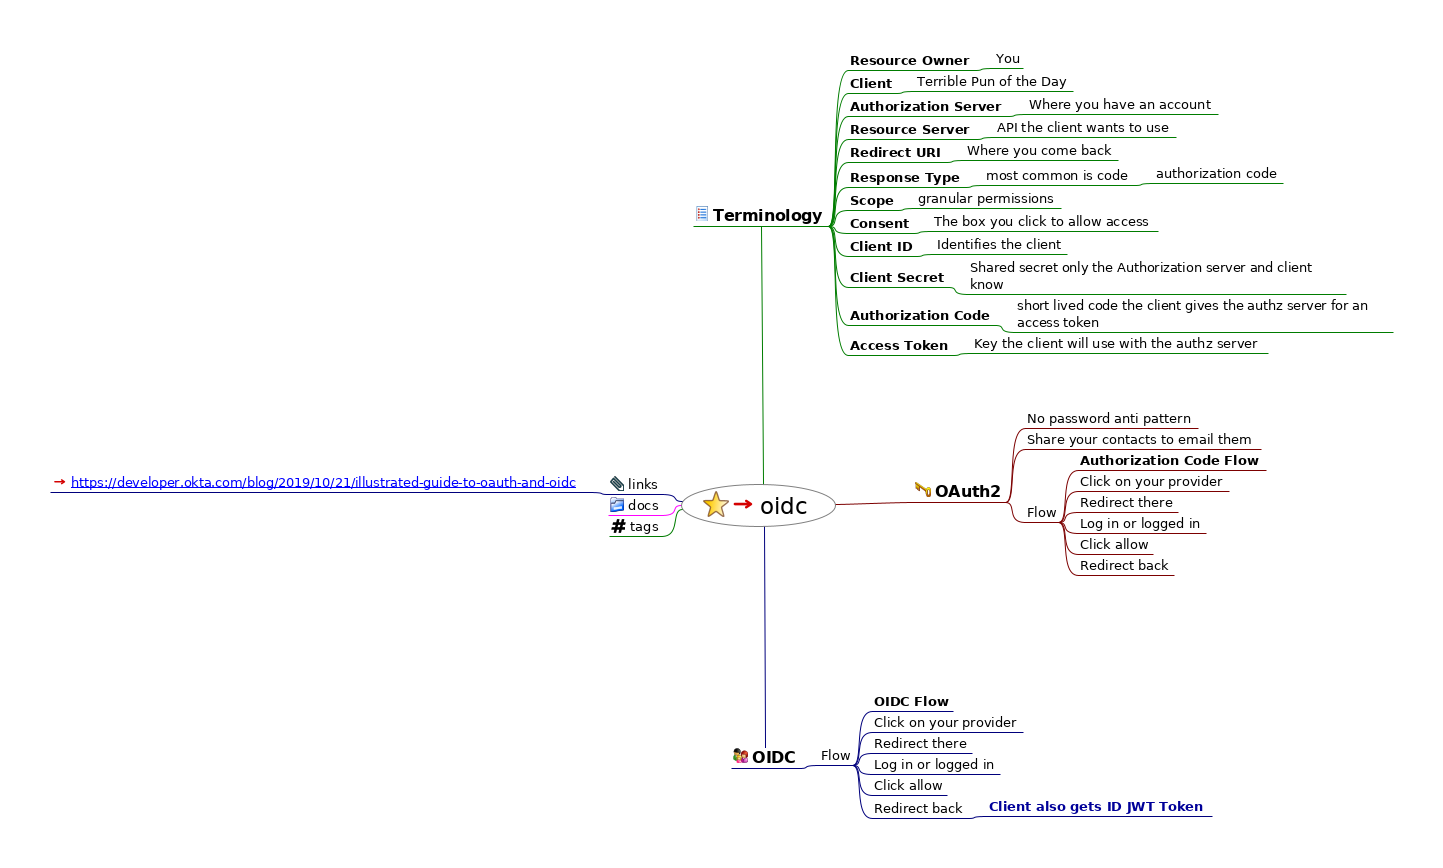 Resource Owner You
Client Terrible Pun of the Day
Authorization Server Where you have an account
Resource Server API the client wants to use
Redirect URI Where you come back
Response Type most common is code authorization code
Scope granular permissions
Terminology
Consent The box you click to allow access
Client ID Identifies the client
Client Secret Shared secret only the Authorization server and client
know
Authorization Code short lived code the client gives the authz server for an
access token
Access Token Key the client will use with the authz server
No password anti pattern
Share your contacts to email them
OAuth2
Flow
Authorization Code Flow
Click on your provider
Redirect there
Log in or logged in
Click allow
Redirect back
https://developer.okta.com/blog/2019/10/21/illustrated-guide-to-oauth-and-oidc
links
docs
# tags
oidc
OIDC
Flow
OIDC Flow
Click on your provider
Redirect there
Log in or logged in
Click allow
Redirect back Client also gets ID JWT Token